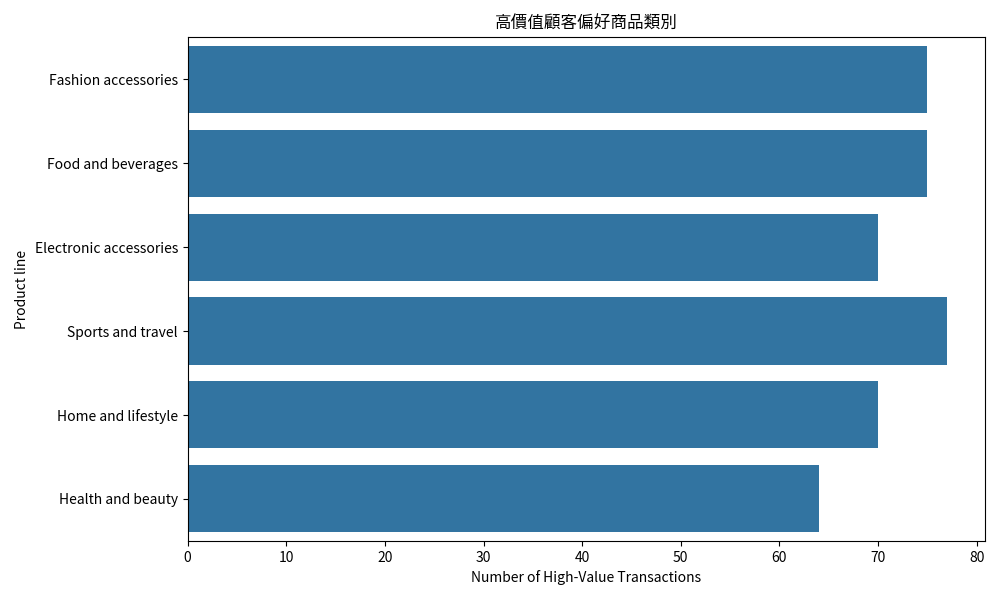 高價值顧客偏好商品類別
Fashion accessories
Food and beverages
Electronic accessories
Sports and travel
Home and lifestyle
Health and beauty
Product line
0 10 20 30 40 50 60 70 80
Number of High-Value Transactions